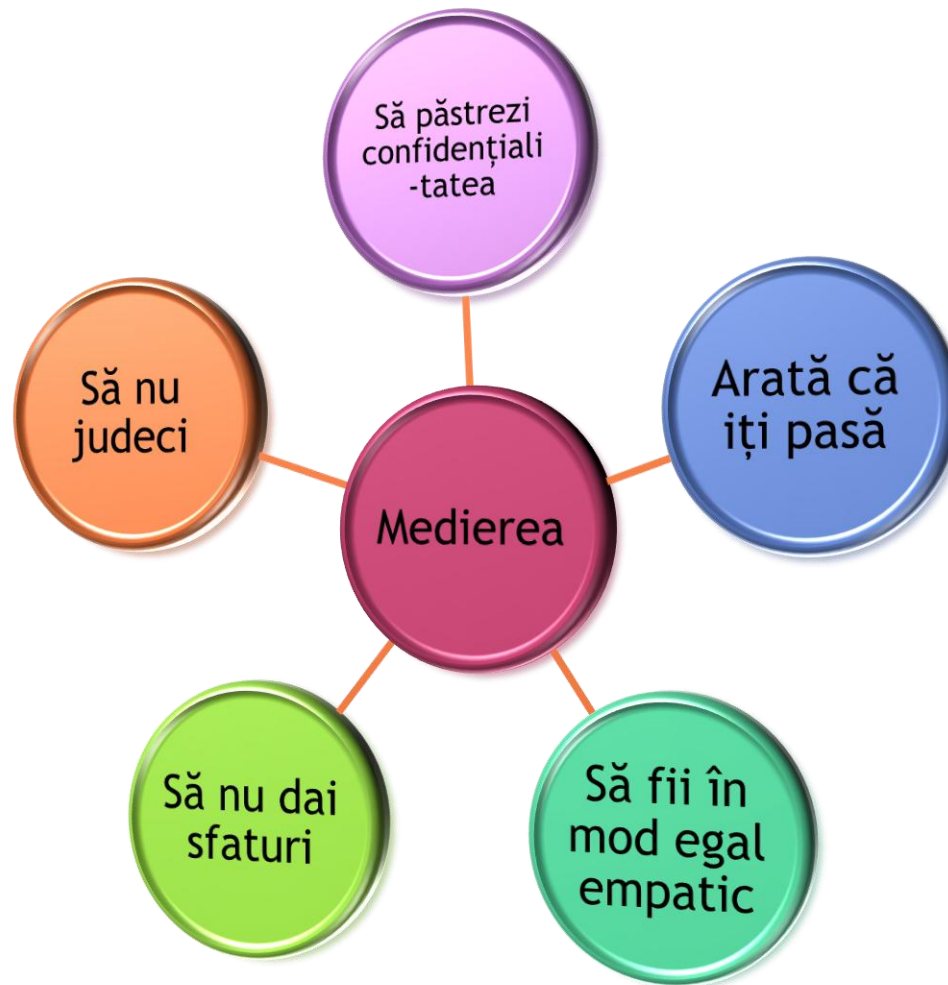 Să păstrezi
confidențiali
-tatea
Arată că
iți pasă
Să nu
judeci
Medierea
Să nu dai
sfaturi
Să fii în
mod egal
empatic